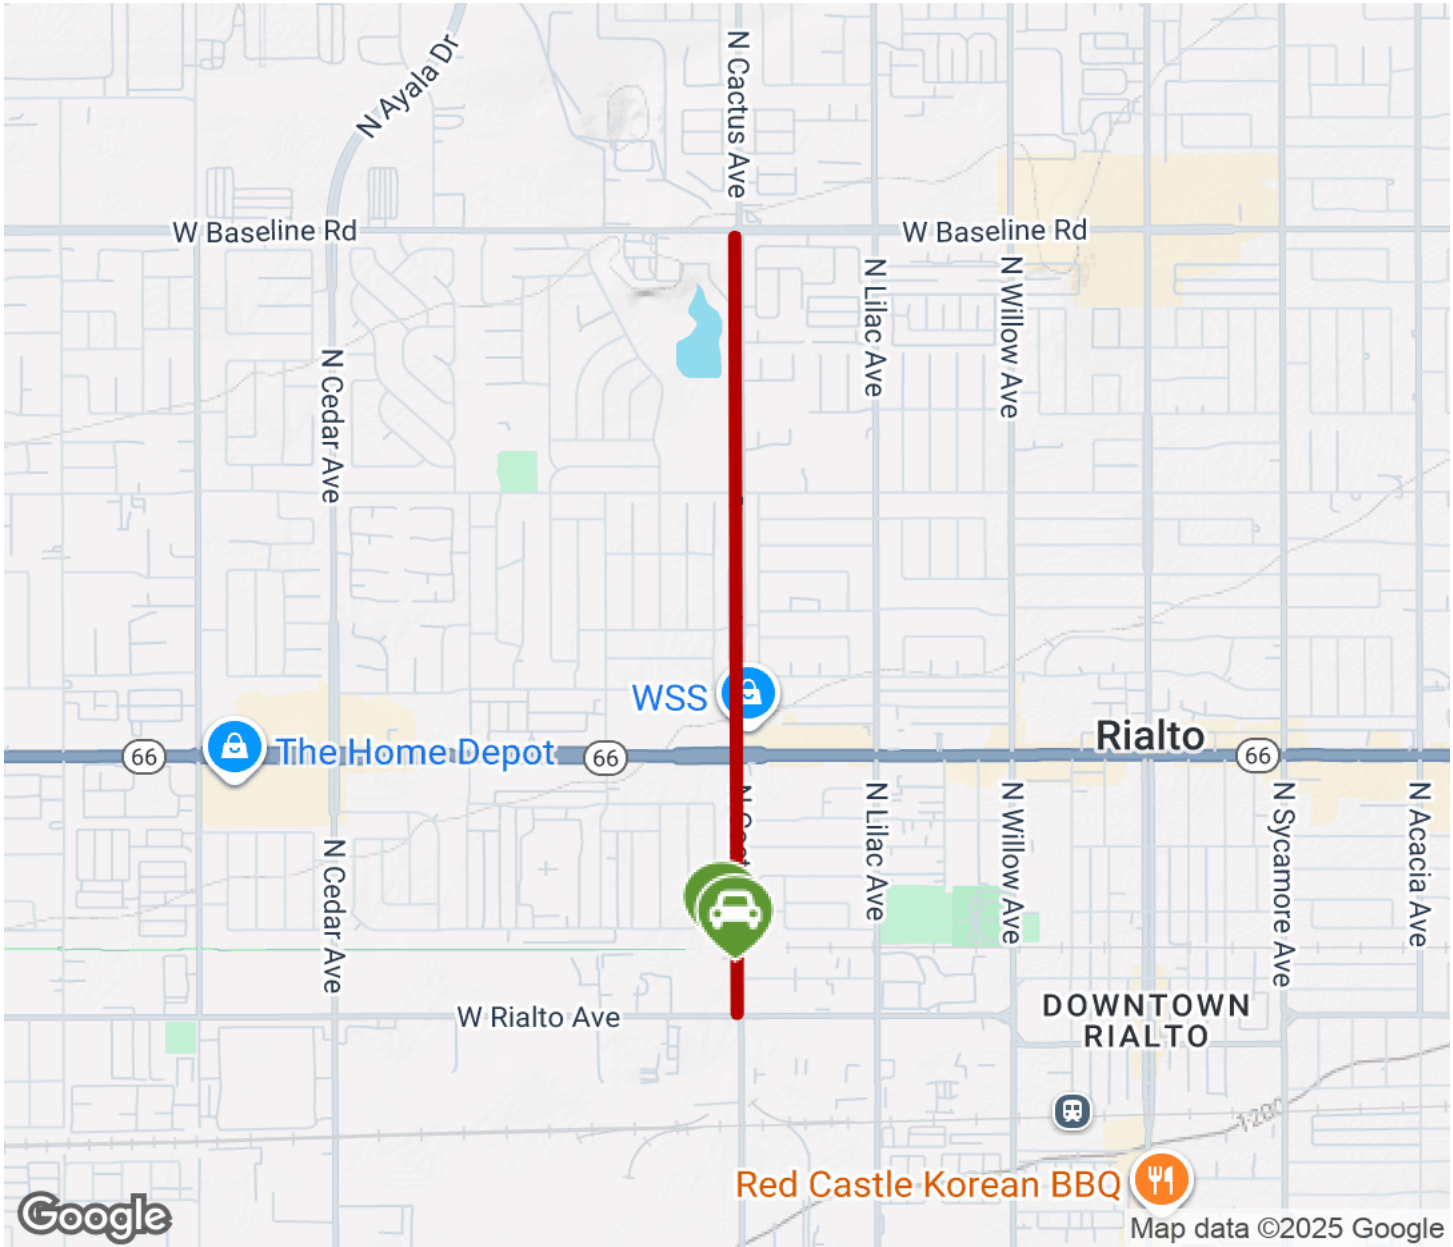 N Cactus Ave
N Ayala Dr
W Baseline Rd
W Baseline Rd
N Lilac Ave
N Willow Ave
N Cedar Ave
WSS
Rialto
66
The Home Depot
66
66
N Lilac Ave
N Willow Ave
N Sycamore Ave
N Acacia Ave
N Cedar Ave
W Rialto Ave
DOWNTOWN
RIALTO
1200
Red Castle Korean BBQ
Google
Map data ©2025 Google